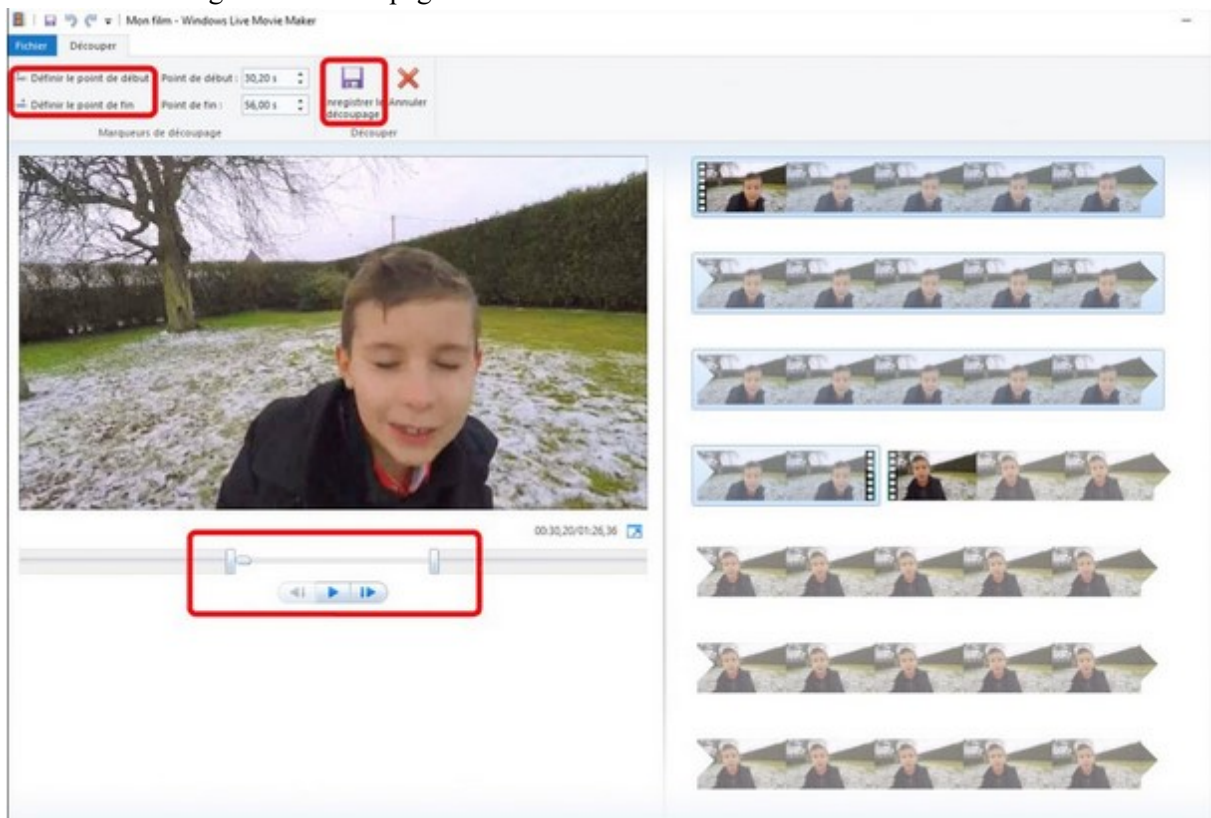 Mon film - Windows Live Movie Maker
Fichier Découper
Définir le point de début Point de début : 30,20 s
Définir le point de fin Point de fin : 56,00 s
nregistrer le découpage
Annuler
Marqueurs de découpage
Découper
00:30,20/01:26,36